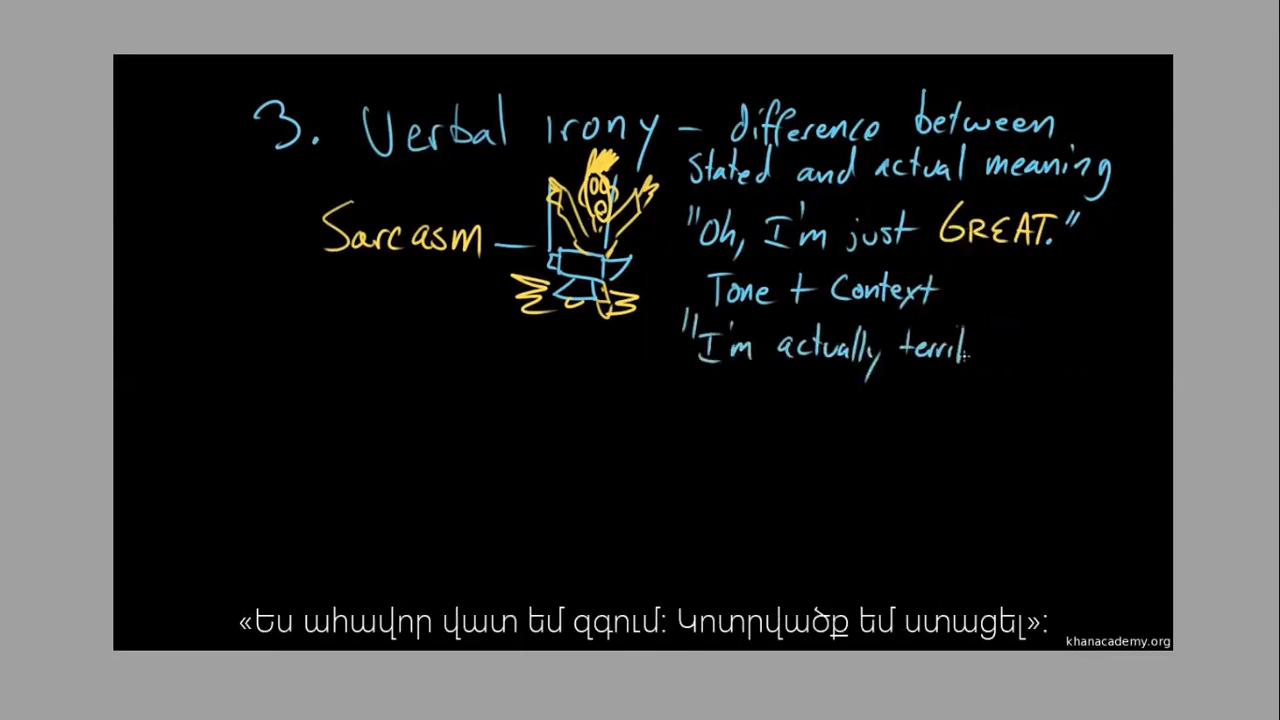 3. Verbal irony – difference between
stated and actual meaning
Sarcasm –
"Oh, I'm just GREAT."
Tone + Context
"I'm actually terril
«Ես ահավոր վատ եմ զգում: Կոտրվածք եմ ստացել»:
khanacademy.org